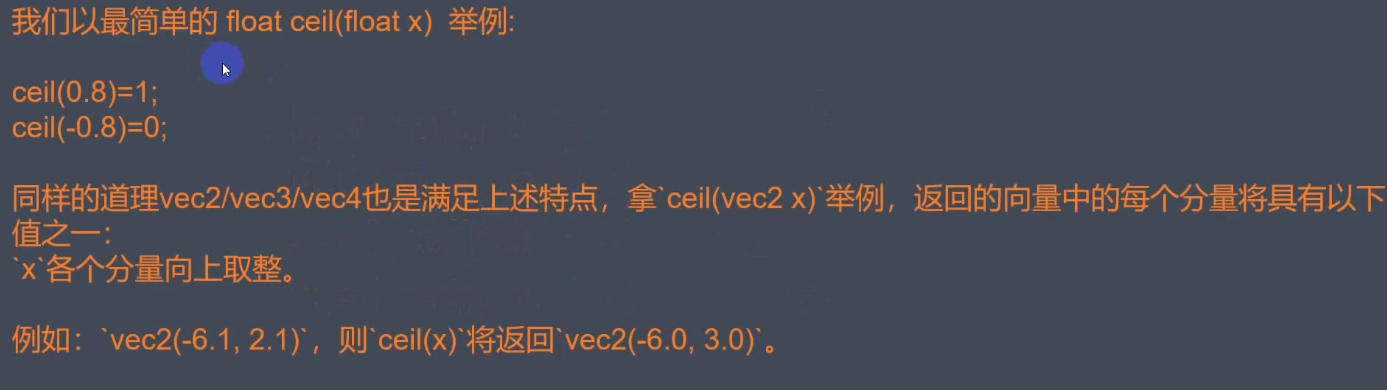 我们以最简单的 float ceil(float x)  举例:
ceil(0.8)=1;
ceil(-0.8)=0;
同样的道理vec2/vec3/vec4也是满足上述特点，拿`ceil(vec2 x)`举例，返回的向量中的每个分量将具有以下
值之一：
`x`各个分量向上取整。
例如：`vec2(-6.1, 2.1)`，则`ceil(x)`将返回`vec2(-6.0, 3.0)`。